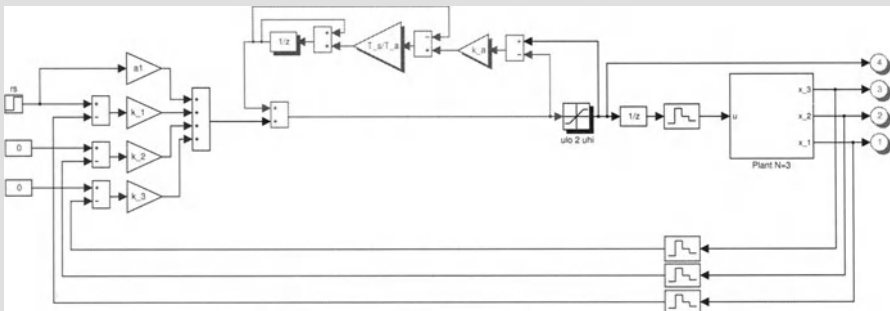 1/z
+
+
T_s/T_a
−
+
k_a
+
−
rs
a1
+
−
k_1
0
+
−
k_2
0
+
−
k_3
+
+
+
+
+
+
ulo 2 uhi
1/z
u
x_3
x_2
x_1
Plant N=3
4
3
2
1